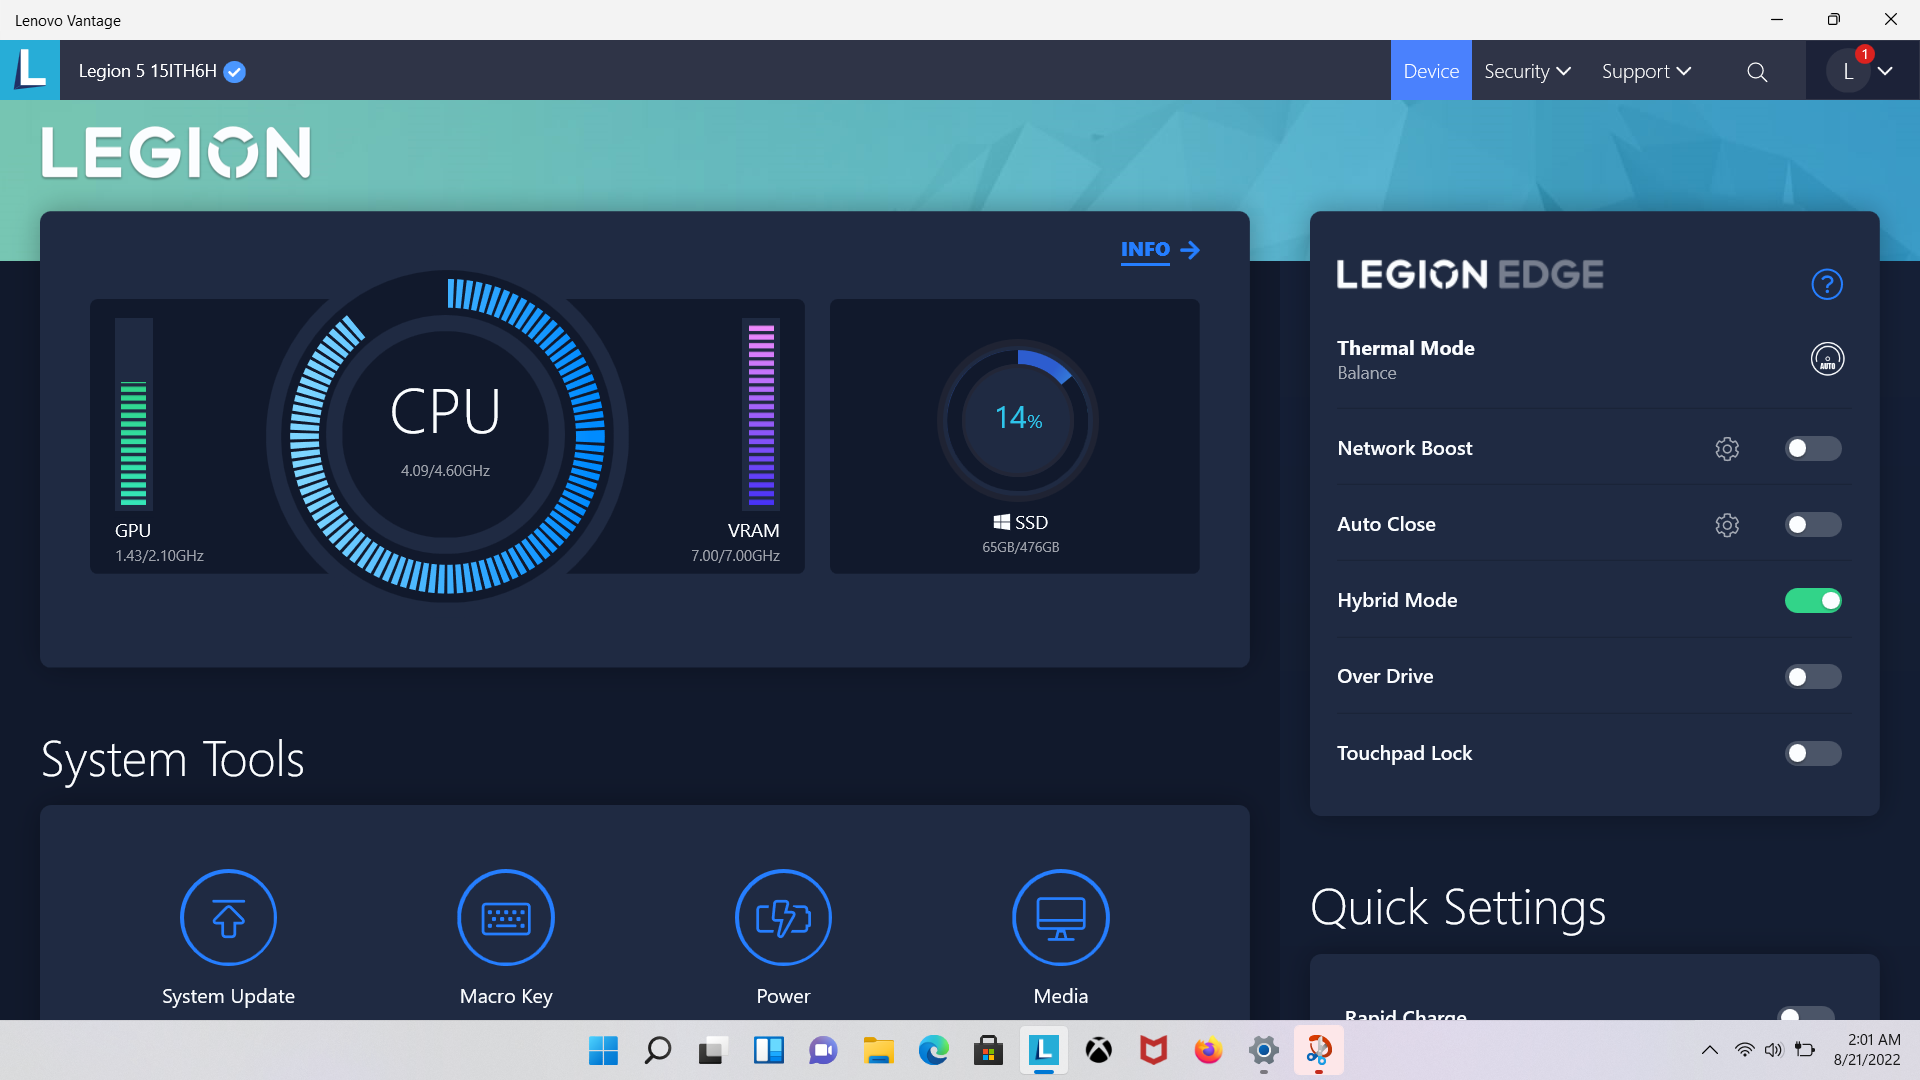 Lenovo Vantage
L
Legion 5 15ITH6H
Device
Security
Support
L
1
LEGION
INFO
CPU
4.09/4.60GHz
GPU
1.43/2.10GHz
VRAM
7.00/7.00GHz
14%
SSD
65GB/476GB
LEGION EDGE
?
Thermal Mode
Balance
AUTO
Network Boost
Auto Close
Hybrid Mode
Over Drive
Touchpad Lock
System Tools
System Update
Macro Key
Power
Media
Quick Settings
Rapid Charge
L
2:01 AM
8/21/2022